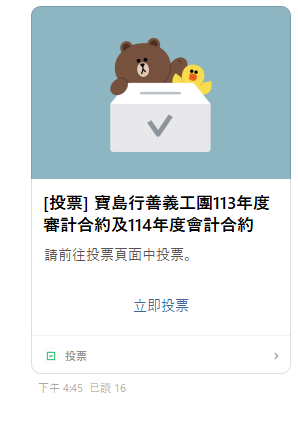 [投票] 寶島行善義工團113年度
審計合約及114年度會計合約
請前往投票頁面中投票。
立即投票
投票
下午 4:45 已讀 16